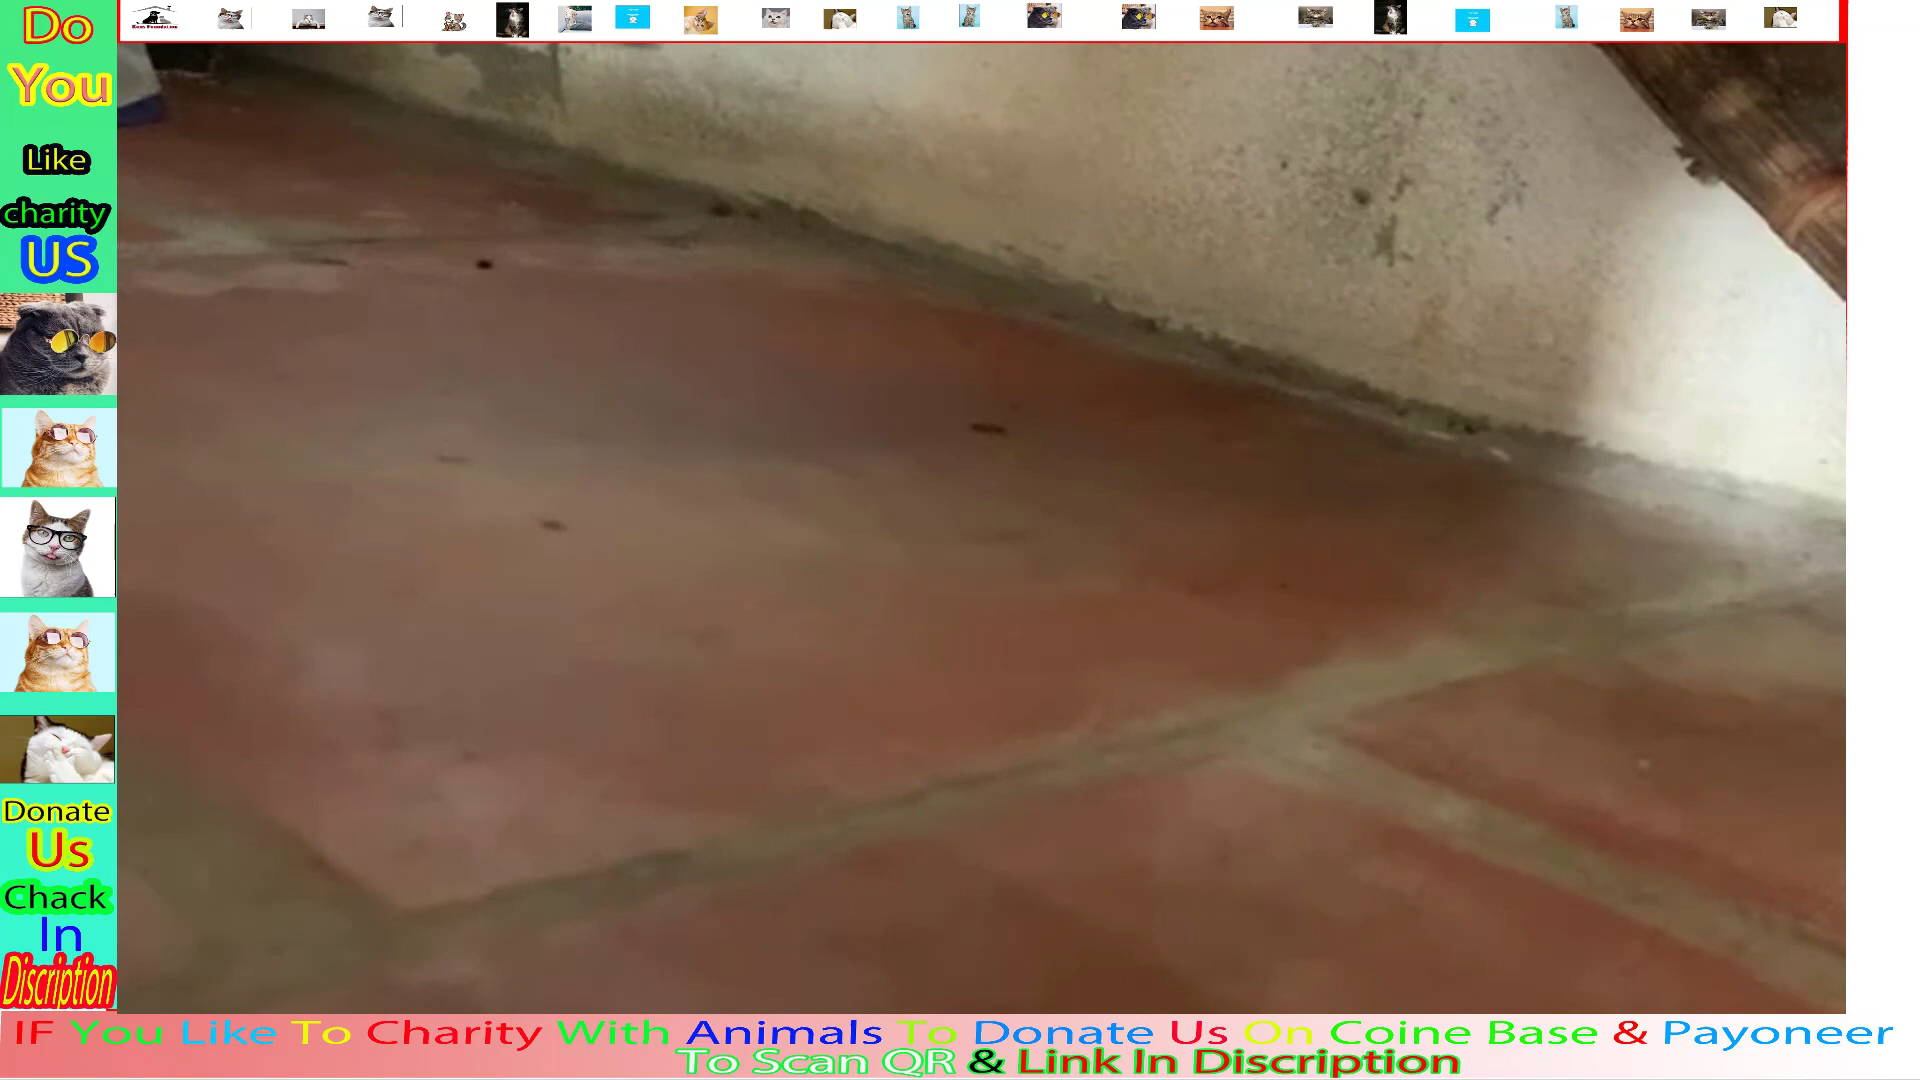 Do
You
Like
charity
US
Donate
Us
Chack
In
Discription
IF You Like To Charity With Animals To Donate Us On Coine Base & Payoneer
To Scan QR & Link In Discription